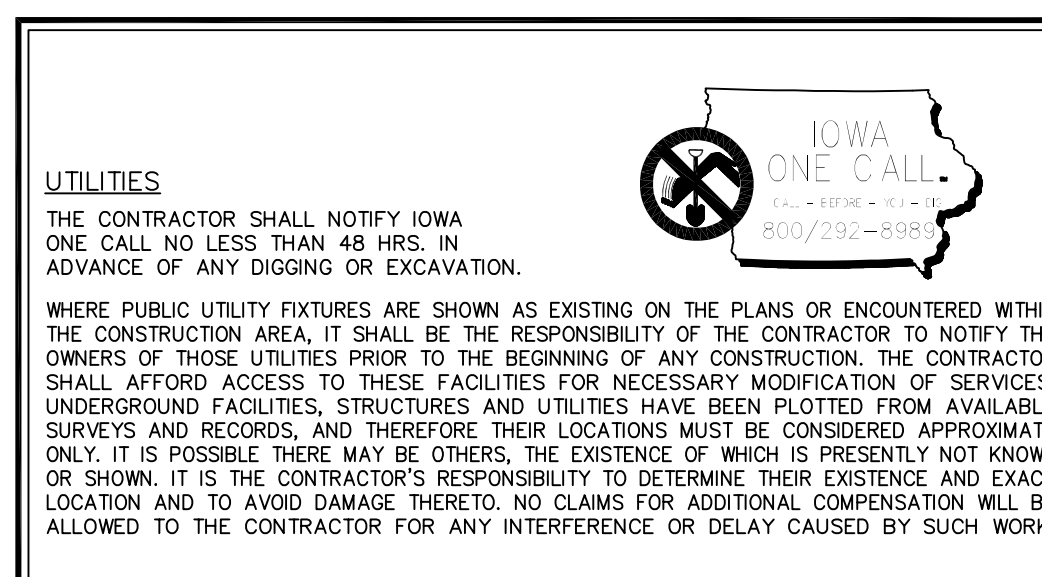 IOWA
ONE CALL.
CALL - BEFORE - YOU - DIG
800/292-8989
UTILITIES
THE CONTRACTOR SHALL NOTIFY IOWA
ONE CALL NO LESS THAN 48 HRS. IN
ADVANCE OF ANY DIGGING OR EXCAVATION.
WHERE PUBLIC UTILITY FIXTURES ARE SHOWN AS EXISTING ON THE PLANS OR ENCOUNTERED WITHI
THE CONSTRUCTION AREA, IT SHALL BE THE RESPONSIBILITY OF THE CONTRACTOR TO NOTIFY TH
OWNERS OF THOSE UTILITIES PRIOR TO THE BEGINNING OF ANY CONSTRUCTION. THE CONTRACTO
SHALL AFFORD ACCESS TO THESE FACILITIES FOR NECESSARY MODIFICATION OF SERVICES
UNDERGROUND FACILITIES, STRUCTURES AND UTILITIES HAVE BEEN PLOTTED FROM AVAILABL
SURVEYS AND RECORDS, AND THEREFORE THEIR LOCATIONS MUST BE CONSIDERED APPROXIMAT
ONLY. IT IS POSSIBLE THERE MAY BE OTHERS, THE EXISTENCE OF WHICH IS PRESENTLY NOT KNOW
OR SHOWN. IT IS THE CONTRACTOR'S RESPONSIBILITY TO DETERMINE THEIR EXISTENCE AND EXAC
LOCATION AND TO AVOID DAMAGE THERETO. NO CLAIMS FOR ADDITIONAL COMPENSATION WILL B
ALLOWED TO THE CONTRACTOR FOR ANY INTERFERENCE OR DELAY CAUSED BY SUCH WORK